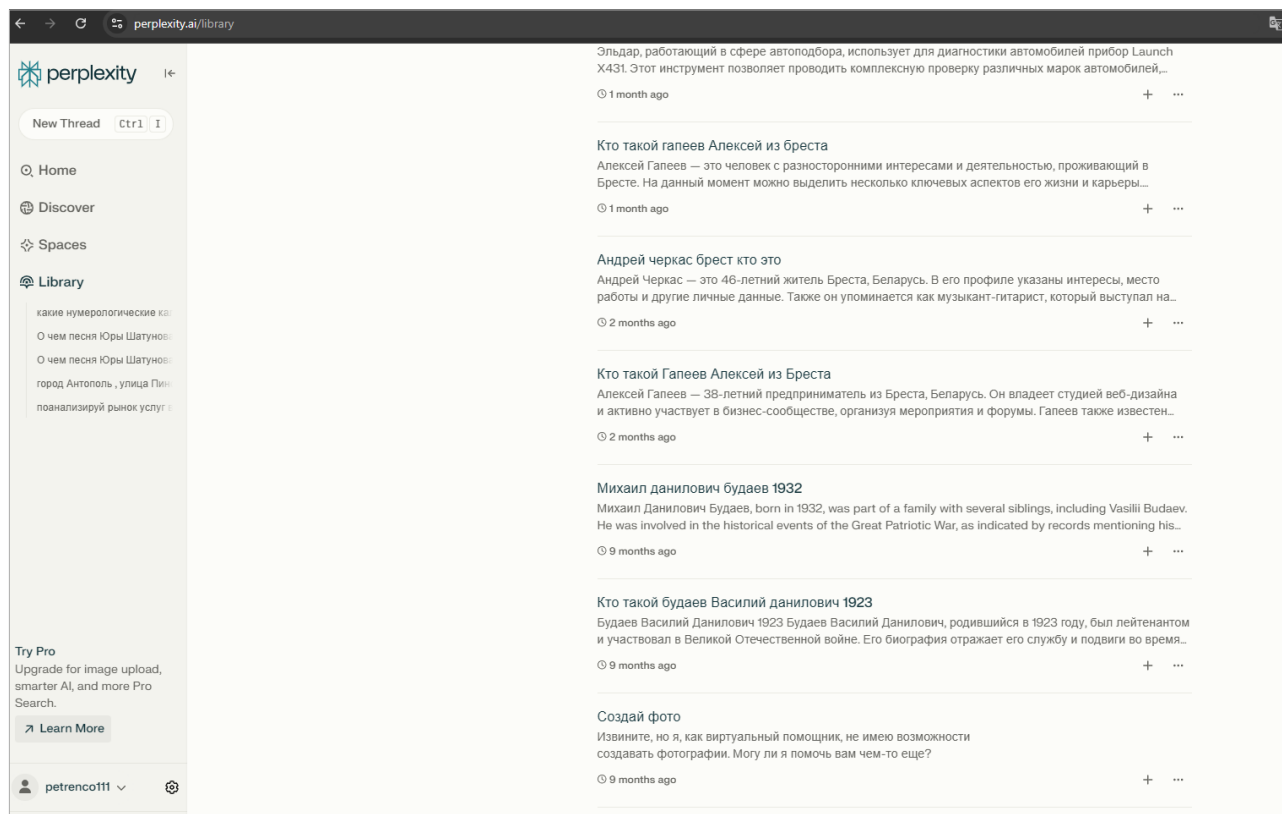 perplexity.ai/library
perplexity
New Thread Ctrl I
Home
Discover
Spaces
Library
какие нумерологические
О чем песня Юры Шатунов
О чем песня Юры Шатунов
город Антополь , улица
поанализируй рынок услуг
Try Pro
Upgrade for image upload,
smarter AI, and more Pro
Search.
Learn More
petrenco111
Эльдар, работающий в сфере автоподбора, использует для диагностики автомобилей прибор Launch
X431. Этот инструмент позволяет проводить комплексную проверку различных марок автомобилей,...
1 month ago
Кто такой гапеев Алексей из бреста
Алексей Гапеев — это человек с разносторонними интересами и деятельностью, проживающий в
Бресте. На данный момент можно выделить несколько ключевых аспектов его жизни и карьеры....
1 month ago
Андрей черкас брест кто это
Андрей Черкас — это 46-летний житель Бреста, Беларусь. В его профиле указаны интересы, место
работы и другие личные данные. Также он упоминается как музыкант-гитарист, который выступал на...
2 months ago
Кто такой Гапеев Алексей из Бреста
Алексей Гапеев — 38-летний предприниматель из Бреста, Беларусь. Он владеет студией веб-дизайна
и активно участвует в бизнес-сообществе, организуя мероприятия и форумы. Гапеев также известен...
2 months ago
Михаил данилович будаев 1932
Михаил Данилович Будаев, born in 1932, was part of a family with several siblings, including Vasilii Budaev.
He was involved in the historical events of the Great Patriotic War, as indicated by records mentioning his...
9 months ago
Кто такой будаев Василий данилович 1923
Будаев Василий Данилович 1923 Будаев Василий Данилович, родившийся в 1923 году, был лейтенантом
и участвовал в Великой Отечественной войне. Его биография отражает его службу и подвиги во время...
9 months ago
Создай фото
Извините, но я, как виртуальный помощник, не имею возможности
создавать фотографии. Могу ли я помочь вам чем-то еще?
9 months ago